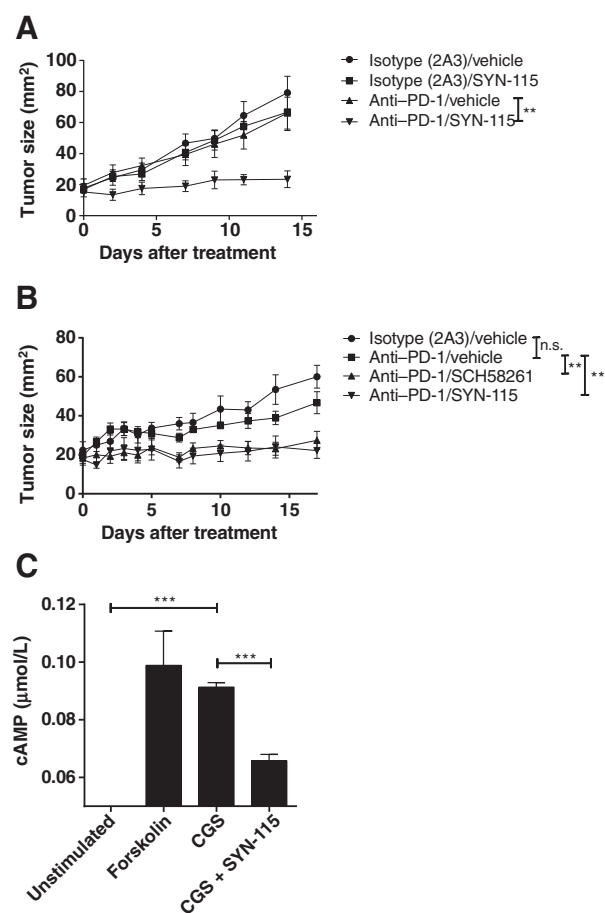 A
Tumor size (mm²)
100
80
60
40
20
0
0 5 10 15
Days after treatment
Isotype (2A3)/vehicle
Isotype (2A3)/SYN-115
Anti–PD-1/vehicle
Anti–PD-1/SYN-115
**
B
Tumor size (mm²)
80
60
40
20
0
0 5 10 15
Days after treatment
Isotype (2A3)/vehicle
Anti–PD-1/vehicle
Anti–PD-1/SCH58261
Anti–PD-1/SYN-115
n.s.
**
**
C
cAMP (μmol/L)
0.12
0.10
0.08
0.06
***
***
Unstimulated
Forskolin
CGS
CGS + SYN-115